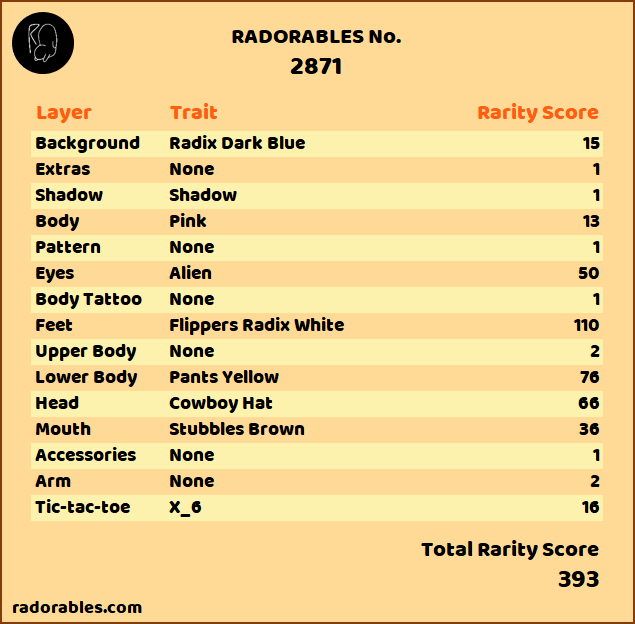 RADORABLES No.
2871
Layer Trait Rarity Score
Background Radix Dark Blue 15
Extras None 1
Shadow Shadow 1
Body Pink 13
Pattern None 1
Eyes Alien 50
Body Tattoo None 1
Feet Flippers Radix White 110
Upper Body None 2
Lower Body Pants Yellow 76
Head Cowboy Hat 66
Mouth Stubbles Brown 36
Accessories None 1
Arm None 2
Tic-tac-toe X_6 16
Total Rarity Score
393
radorables.com